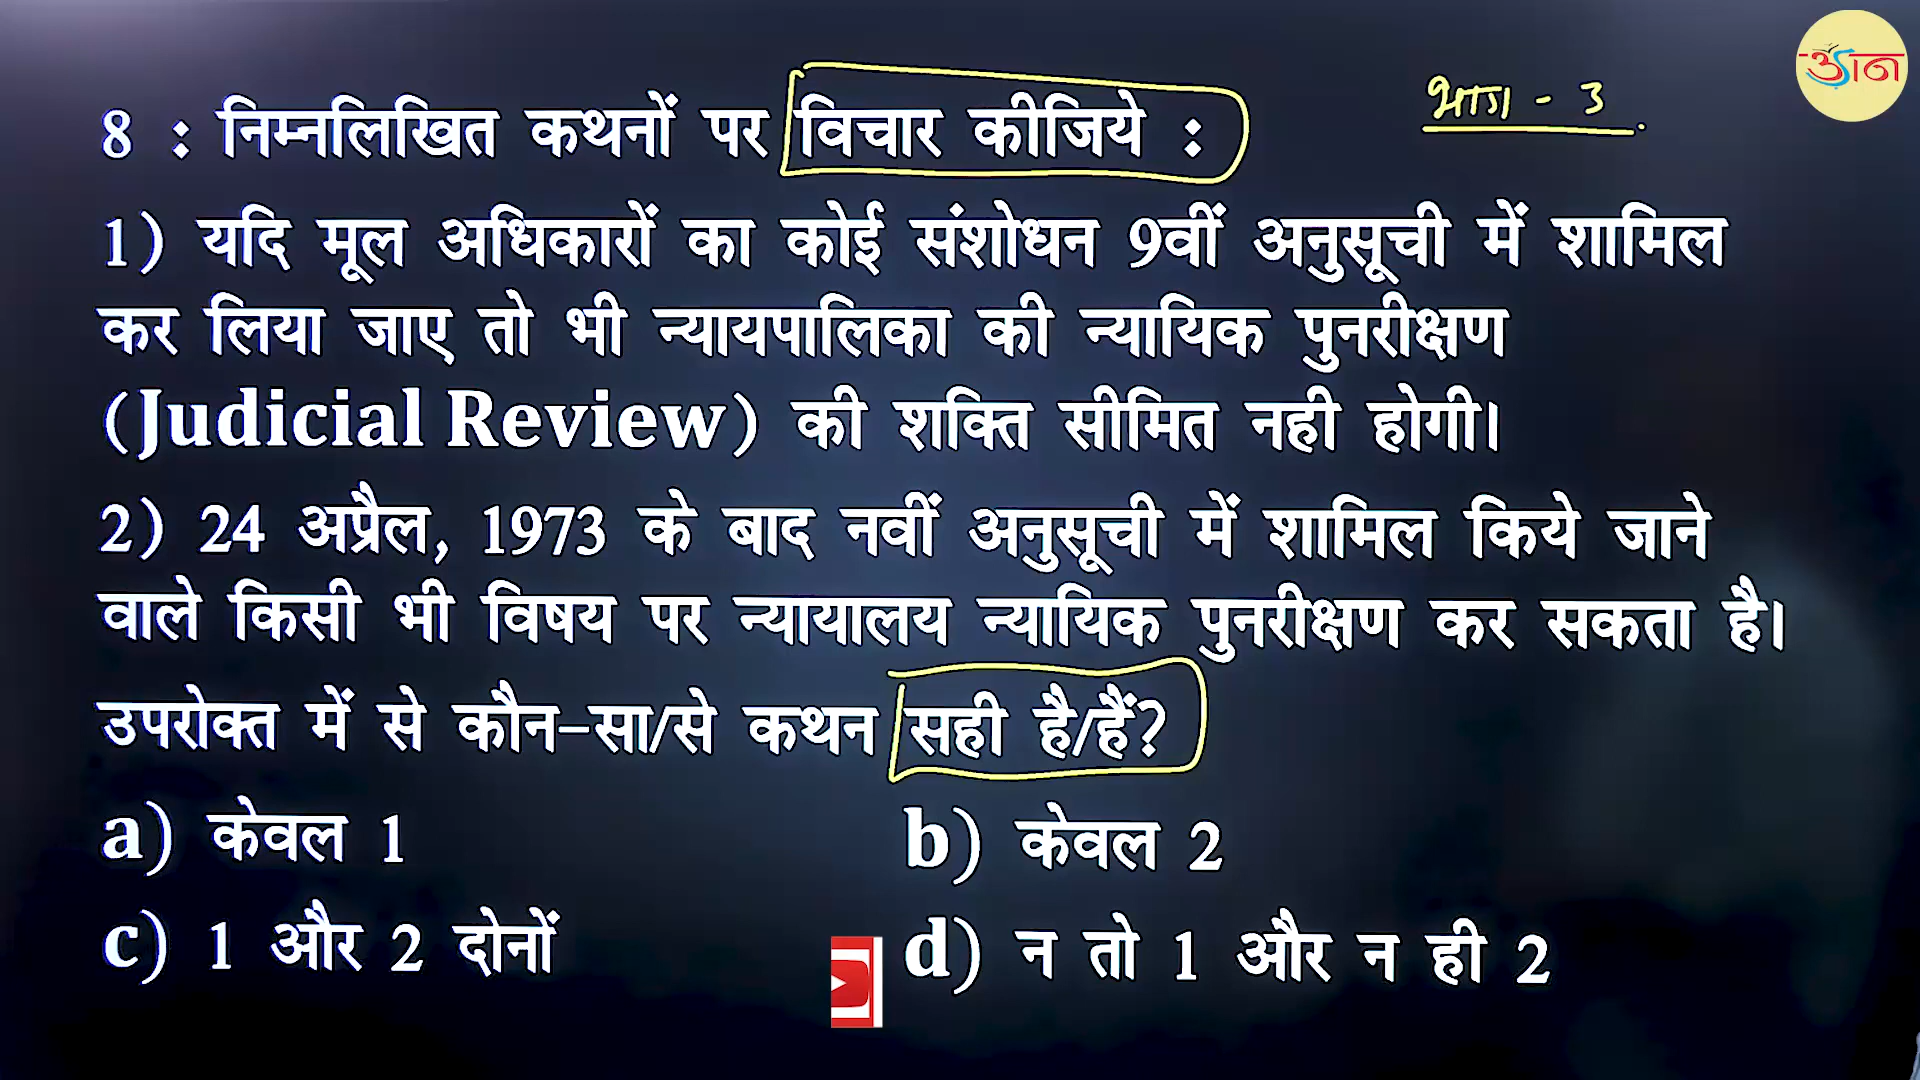 उड़ान
भाग - 3
8 : निम्नलिखित कथनों पर विचार कीजिये :
1) यदि मूल अधिकारों का कोई संशोधन 9वीं अनुसूची में शामिल
कर लिया जाए तो भी न्यायपालिका की न्यायिक पुनरीक्षण
(Judicial Review) की शक्ति सीमित नही होगी।
2) 24 अप्रैल, 1973 के बाद नवीं अनुसूची में शामिल किये जाने
वाले किसी भी विषय पर न्यायालय न्यायिक पुनरीक्षण कर सकता है।
उपरोक्त में से कौन-सा/से कथन सही है/हैं?
a) केवल 1 b) केवल 2
c) 1 और 2 दोनों d) न तो 1 और न ही 2